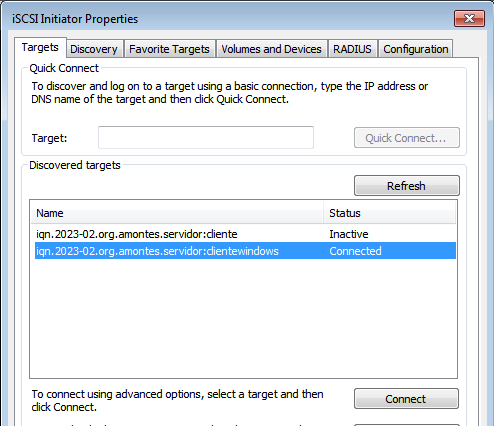 iSCSI Initiator Properties
Targets Discovery Favorite Targets Volumes and Devices RADIUS Configuration
Quick Connect
To discover and log on to a target using a basic connection, type the IP address or
DNS name of the target and then click Quick Connect.
Target: Quick Connect...
Discovered targets
Refresh
Name Status
iqn.2023-02.org.amontes.servidor:cliente Inactive
iqn.2023-02.org.amontes.servidor:clientewindows Connected
To connect using advanced options, select a target and then
click Connect.
Connect